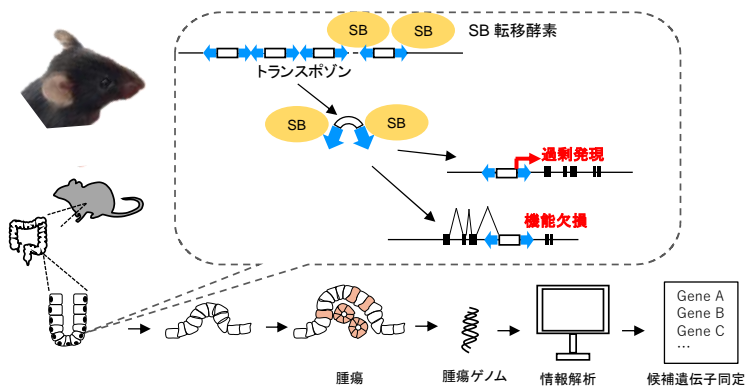 SB
SB
SB 転移酵素
トランスポゾン
SB
SB
過剰発現
機能欠損
Gene A
Gene B
Gene C
…
腫瘍
腫瘍ゲノム
情報解析
候補遺伝子同定